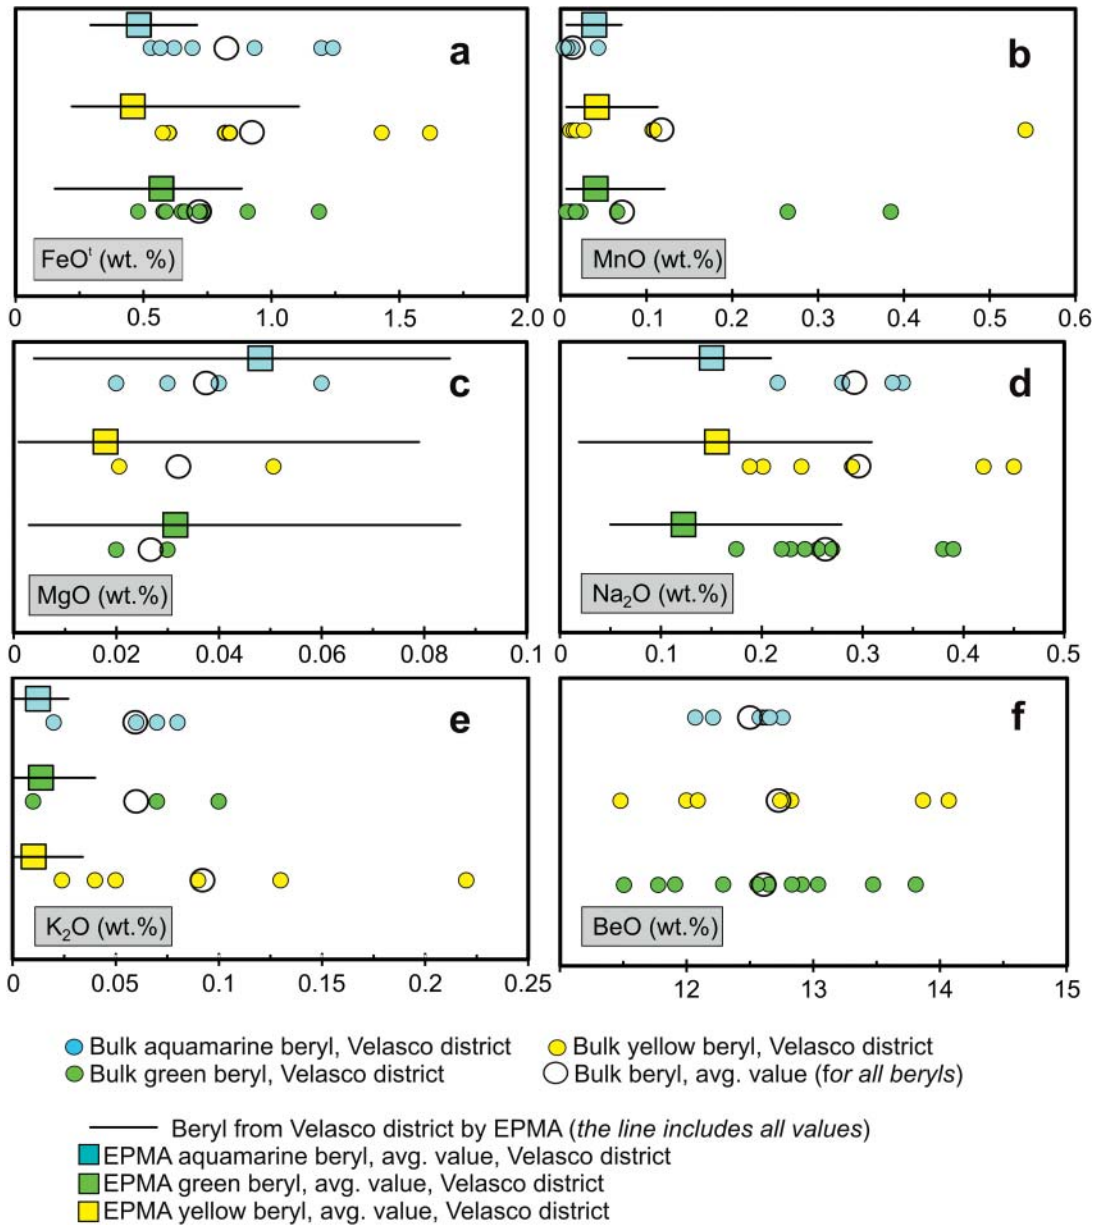 a
b
FeOᵗ (wt. %)
MnO (wt.%)
0 0.5 1.0 1.5 2.0
0 0.1 0.2 0.3 0.4 0.5 0.6
c
d
MgO (wt.%)
Na₂O (wt.%)
0 0.02 0.04 0.06 0.08 0.1
0 0.1 0.2 0.3 0.4 0.5
e
f
K₂O (wt.%)
BeO (wt.%)
0 0.05 0.1 0.15 0.2 0.25
12 13 14 15
Bulk aquamarine beryl, Velasco district
Bulk yellow beryl, Velasco district
Bulk green beryl, Velasco district
Bulk beryl, avg. value (for all beryls)
Beryl from Velasco district by EPMA (the line includes all values)
EPMA aquamarine beryl, avg. value, Velasco district
EPMA green beryl, avg. value, Velasco district
EPMA yellow beryl, avg. value, Velasco district